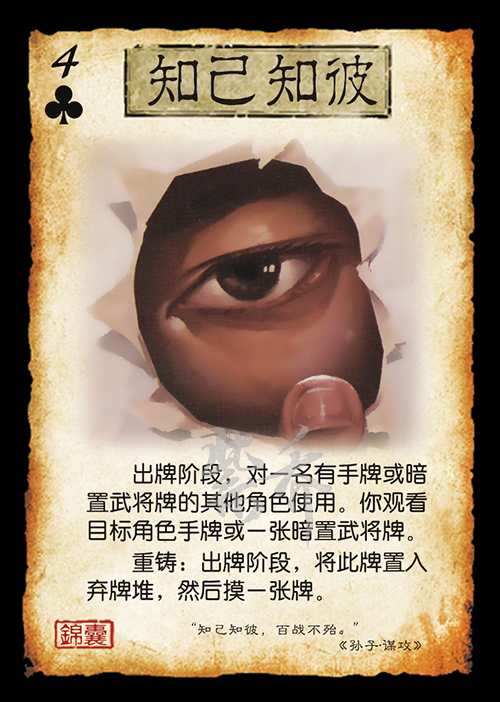 4
知己知彼
出牌阶段，对一名有手牌或暗
置武将牌的其他角色使用。你观看
目标角色手牌或一张暗置武将牌。
重铸：出牌阶段，将此牌置入
弃牌堆，然后摸一张牌。
錦囊
“知己知彼，百战不殆。”
《孙子·谋攻》